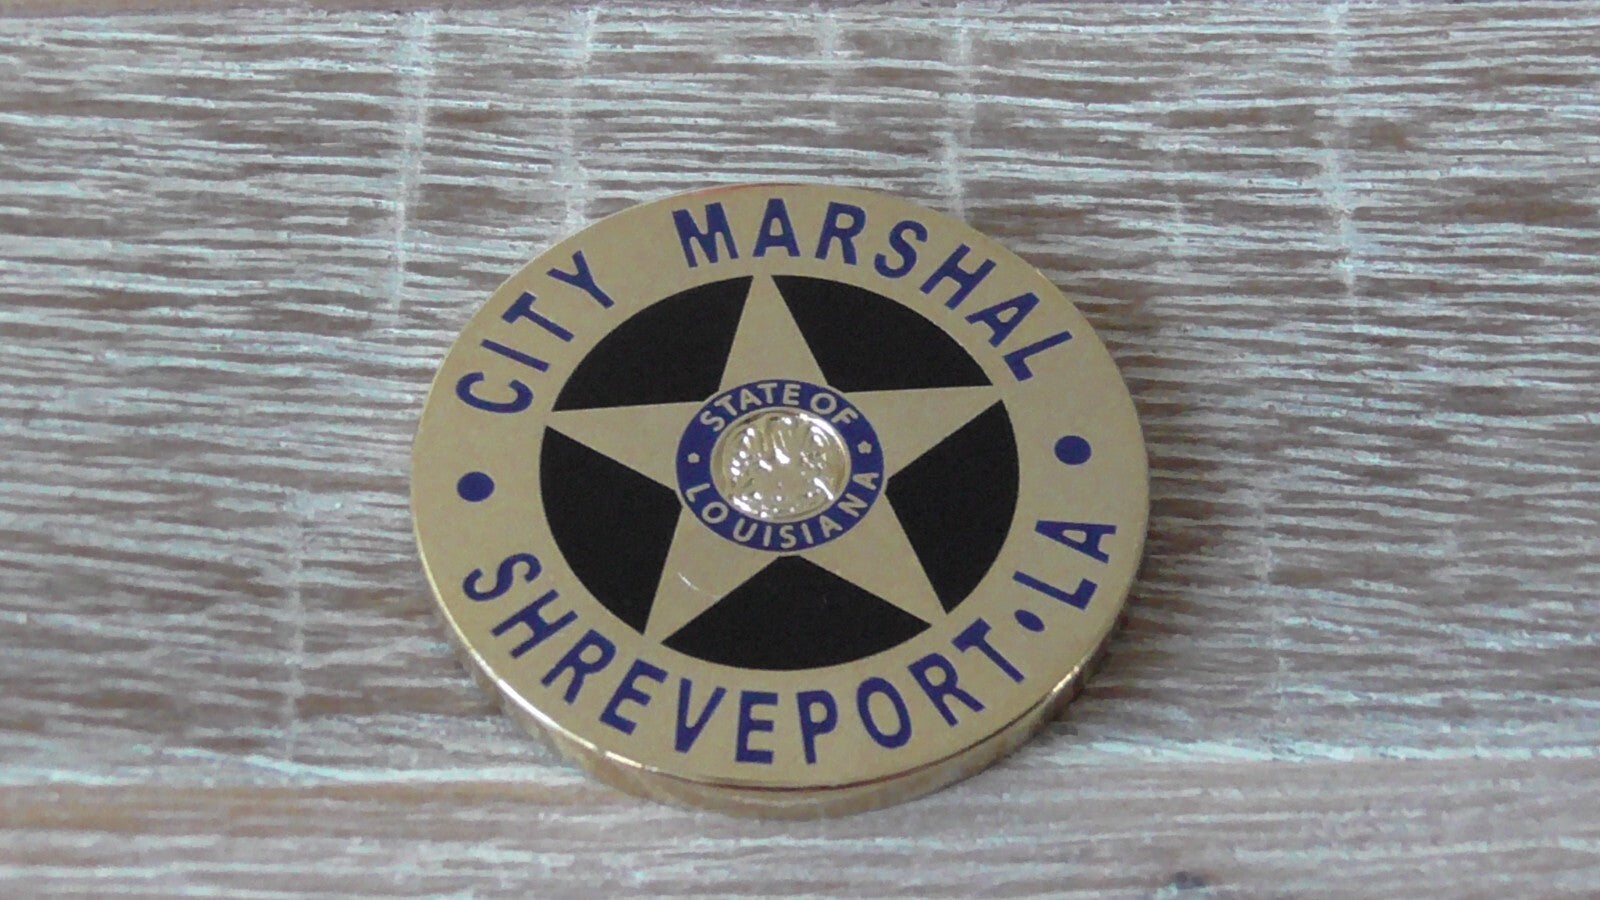 CITY MARSHAL
STATE OF
LOUISIANA
SHREVEPORT • LA